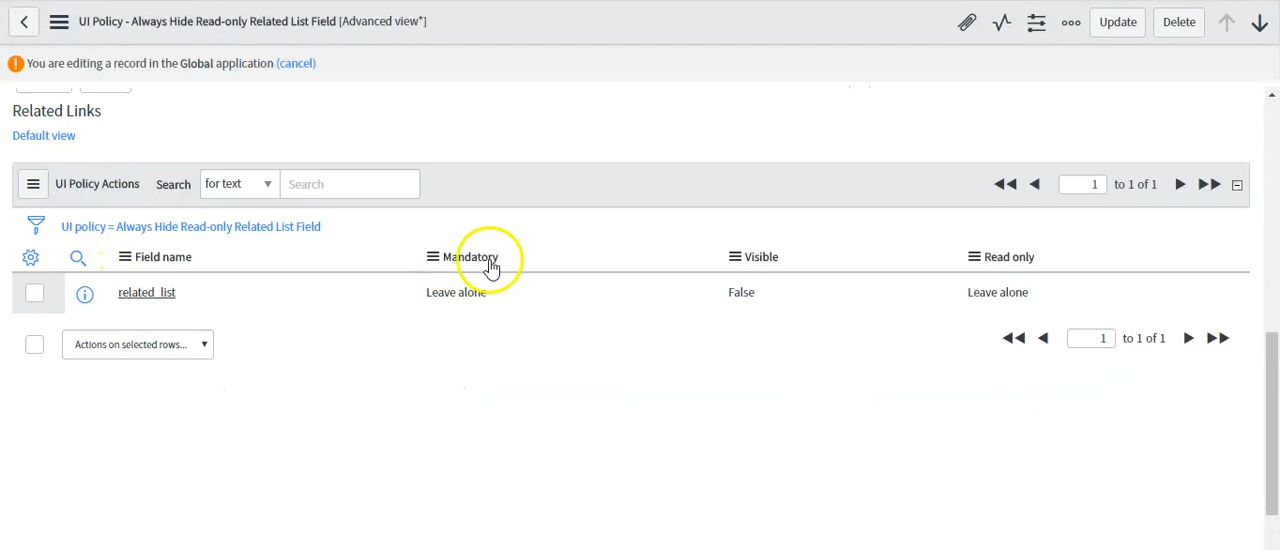 UI Policy - Always Hide Read-only Related List Field [Advanced view*]
Update
Delete
You are editing a record in the Global application (cancel)
Related Links
Default view
UI Policy Actions Search for text Search 1 to 1 of 1
UI policy = Always Hide Read-only Related List Field
Field name Mandatory Visible Read only
related_list Leave alone False Leave alone
Actions on selected rows... 1 to 1 of 1